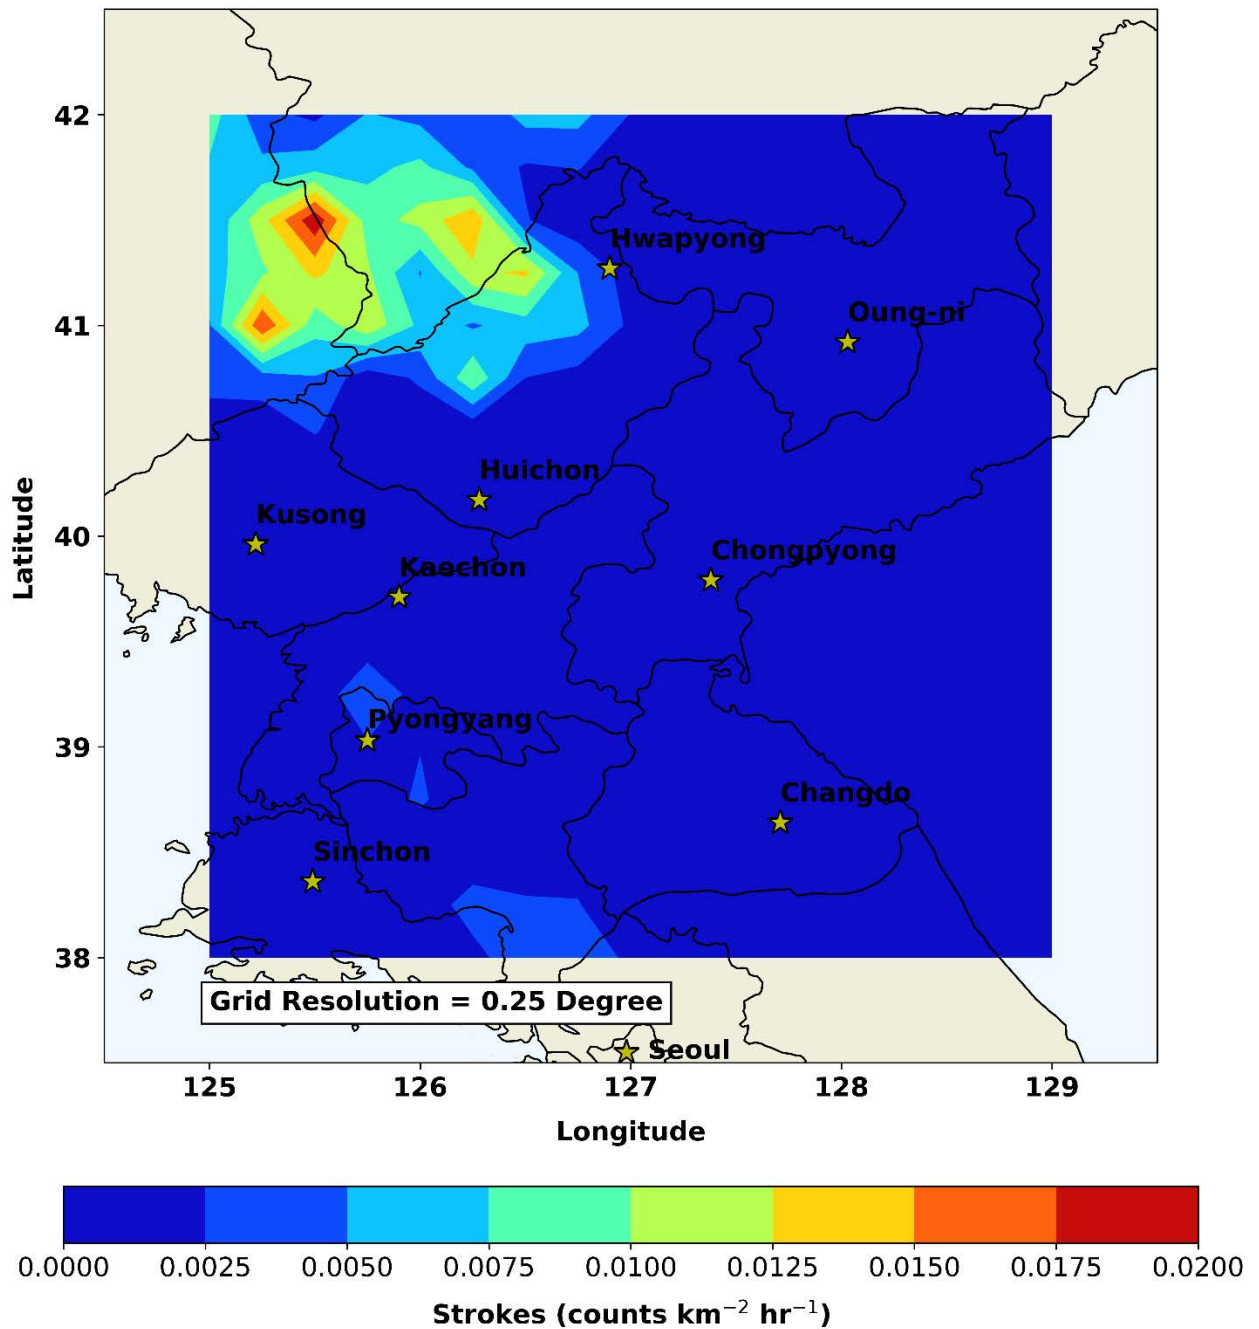 42
41
40
39
38
Latitude
Hwapyong
Oung-ni
Huichon
Kusong
Chongpyong
Kaechon
Pyongyang
Changdo
Sinchon
Grid Resolution = 0.25 Degree
Seoul
125 126 127 128 129
Longitude
0.0000 0.0025 0.0050 0.0075 0.0100 0.0125 0.0150 0.0175 0.0200
Strokes (counts km⁻² hr⁻¹)